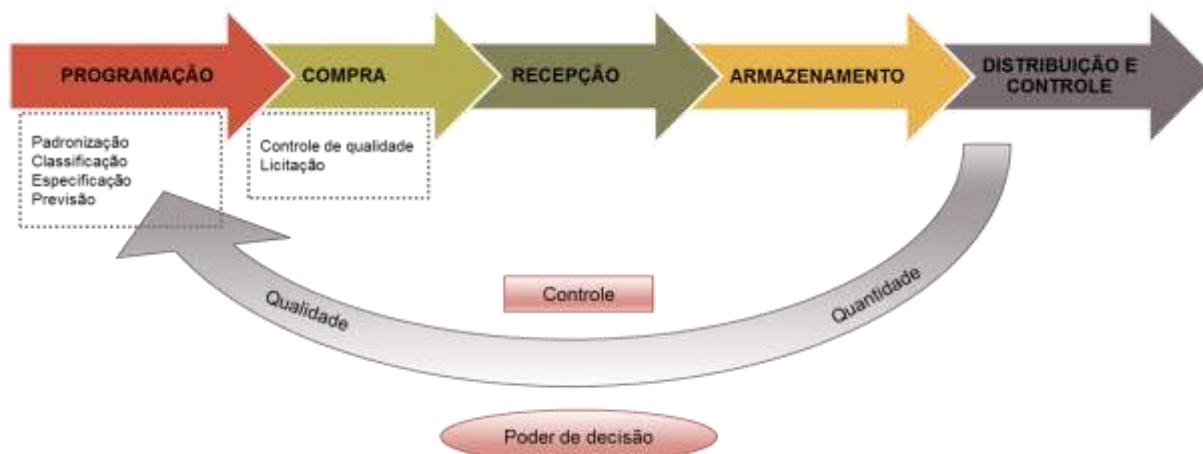 PROGRAMAÇÃO
COMPRA
RECEPÇÃO
ARMAZENAMENTO
DISTRIBUIÇÃO E
CONTROLE
Padronização
Classificação
Especificação
Previsão
Controle de qualidade
Licitação
Controle
Qualidade
Quantidade
Poder de decisão